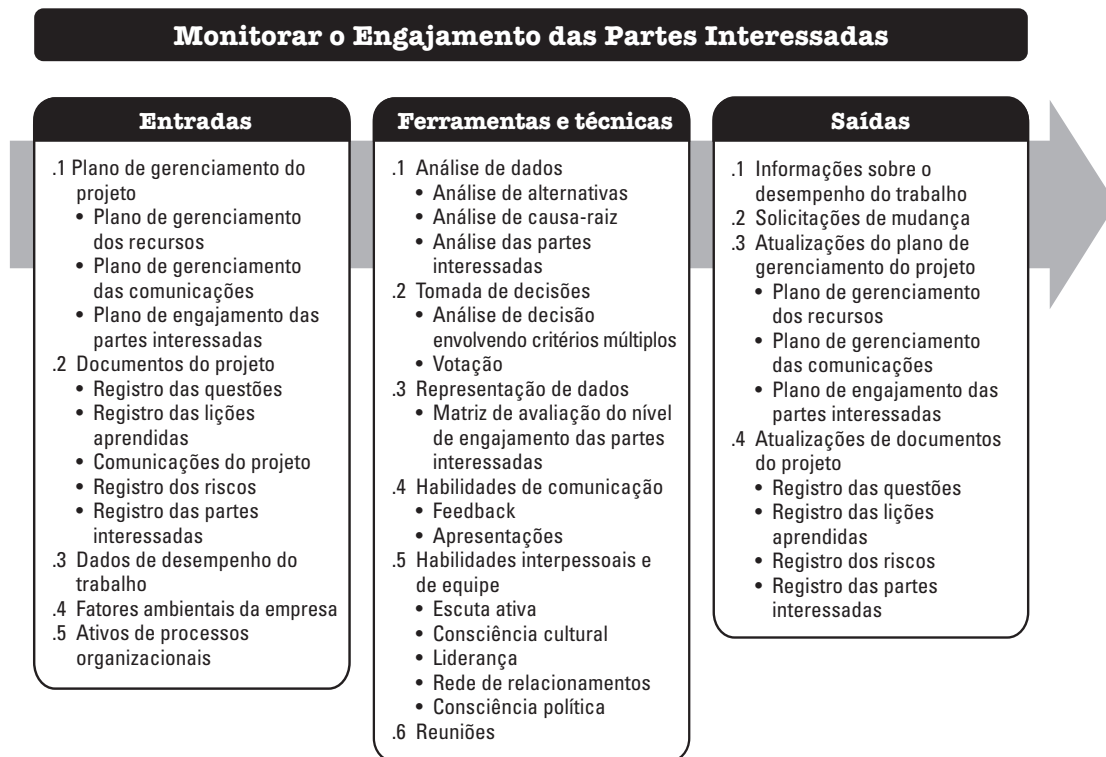 Monitorar o Engajamento das Partes Interessadas
Entradas
.1 Plano de gerenciamento do
projeto
• Plano de gerenciamento
dos recursos
• Plano de gerenciamento
das comunicações
• Plano de engajamento das
partes interessadas
.2 Documentos do projeto
• Registro das questões
• Registro das lições
aprendidas
• Comunicações do projeto
• Registro dos riscos
• Registro das partes
interessadas
.3 Dados de desempenho do
trabalho
.4 Fatores ambientais da empresa
.5 Ativos de processos
organizacionais
Ferramentas e técnicas
.1 Análise de dados
• Análise de alternativas
• Análise de causa-raiz
• Análise das partes
interessadas
.2 Tomada de decisões
• Análise de decisão
envolvendo critérios múltiplos
• Votação
.3 Representação de dados
• Matriz de avaliação do nível
de engajamento das partes
interessadas
.4 Habilidades de comunicação
• Feedback
• Apresentações
.5 Habilidades interpessoais e
de equipe
• Escuta ativa
• Consciência cultural
• Liderança
• Rede de relacionamentos
• Consciência política
.6 Reuniões
Saídas
.1 Informações sobre o
desempenho do trabalho
.2 Solicitações de mudança
.3 Atualizações do plano de
gerenciamento do projeto
• Plano de gerenciamento
dos recursos
• Plano de gerenciamento
das comunicações
• Plano de engajamento das
partes interessadas
.4 Atualizações de documentos
do projeto
• Registro das questões
• Registro das lições
aprendidas
• Registro dos riscos
• Registro das partes
interessadas